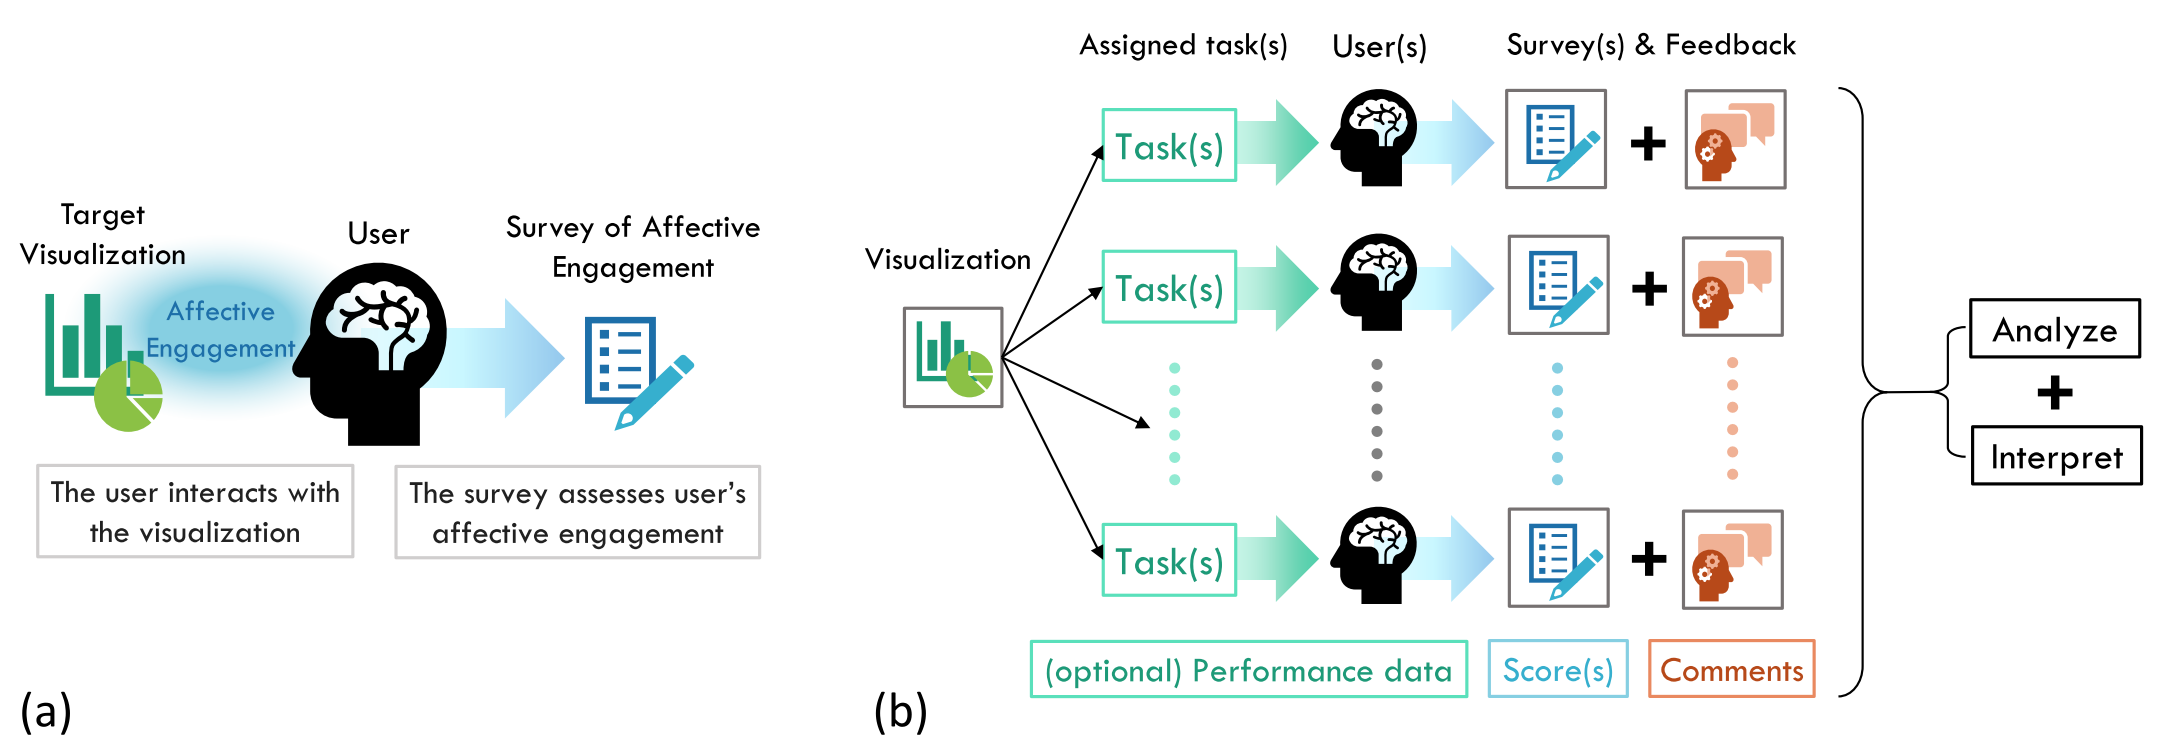 Target
Visualization
User
Survey of Affective
Engagement
Affective
Engagement
The user interacts with
the visualization
The survey assesses user's
affective engagement
(a)
Assigned task(s)
User(s)
Survey(s) & Feedback
Visualization
Task(s)
Task(s)
Task(s)
Analyze
Interpret
(optional) Performance data
Score(s)
Comments
(b)